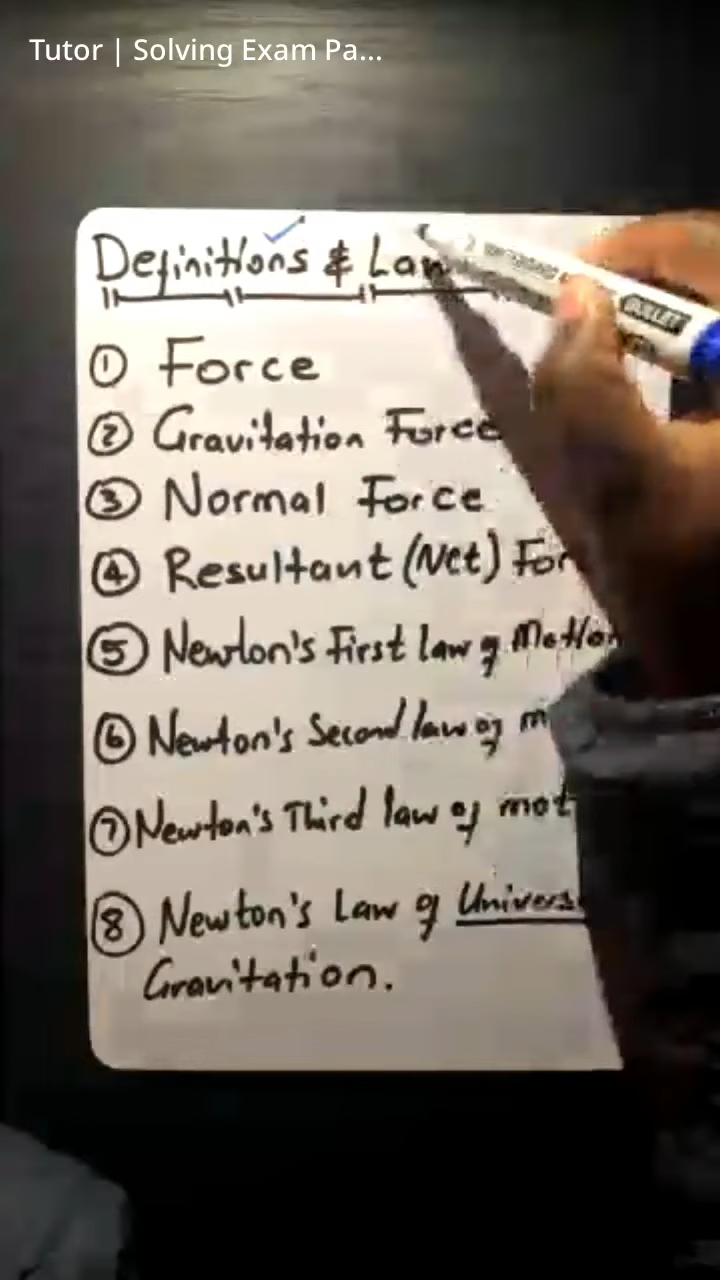 Tutor | Solving Exam Pa...
Definitions & Law
① Force
② Gravitation Force
③ Normal Force
④ Resultant (Net) For
⑤ Newton's First law of Motion
⑥ Newton's Second law of m
⑦ Newton's Third law of mot
⑧ Newton's Law of Univers
Gravitation.
BULLET